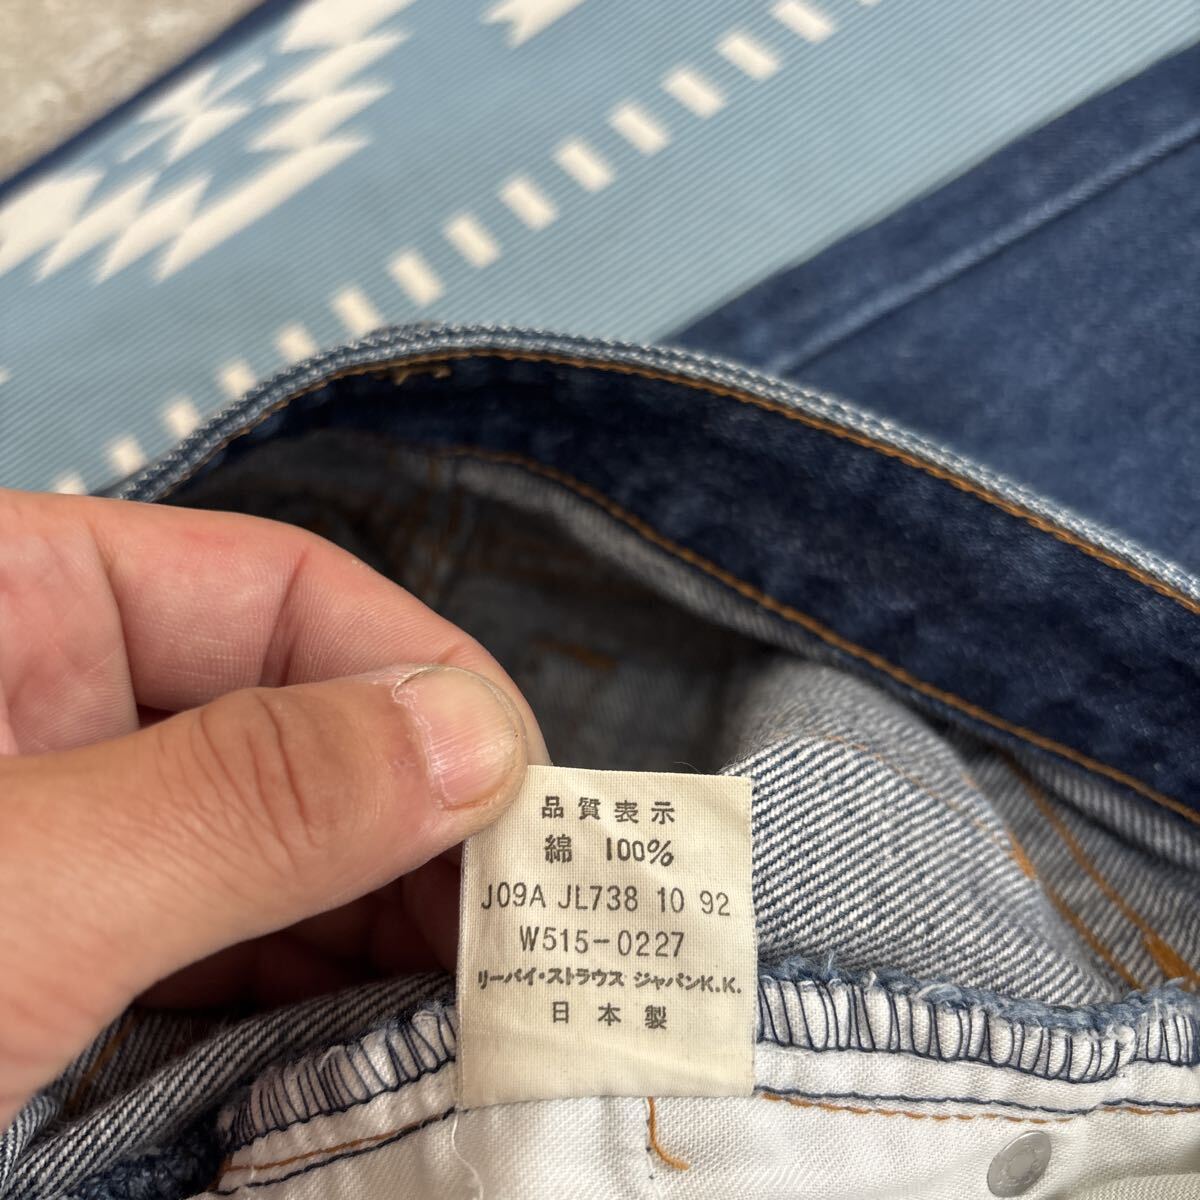 品質表示
綿 100%
J09A JL738 10 92
W515-0227
リーバイ・ストラウス ジャパンK.K.
日本製